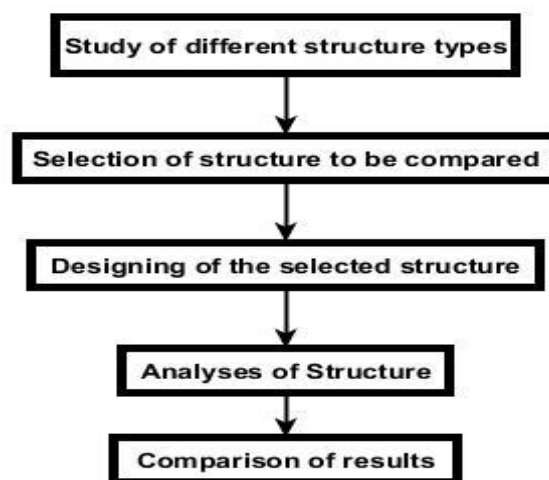 Study of different structure types
Selection of structure to be compared
Designing of the selected structure
Analyses of Structure
Comparison of results